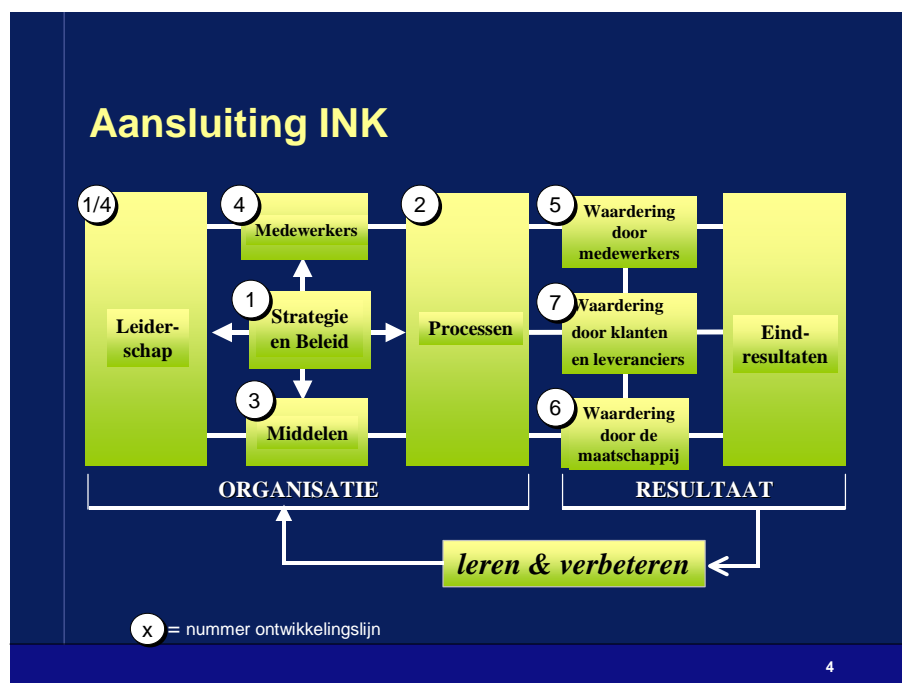 Aansluiting INK
1/4
Leider-
schap
4
Medewerkers
1
Strategie
en Beleid
3
Middelen
2
Processen
5
Waardering
door
medewerkers
7
Waardering
door klanten
en leveranciers
6
Waardering
door de
maatschappij
Eind-
resultaten
ORGANISATIE
RESULTAAT
leren & verbeteren
x = nummer ontwikkelingslijn
4